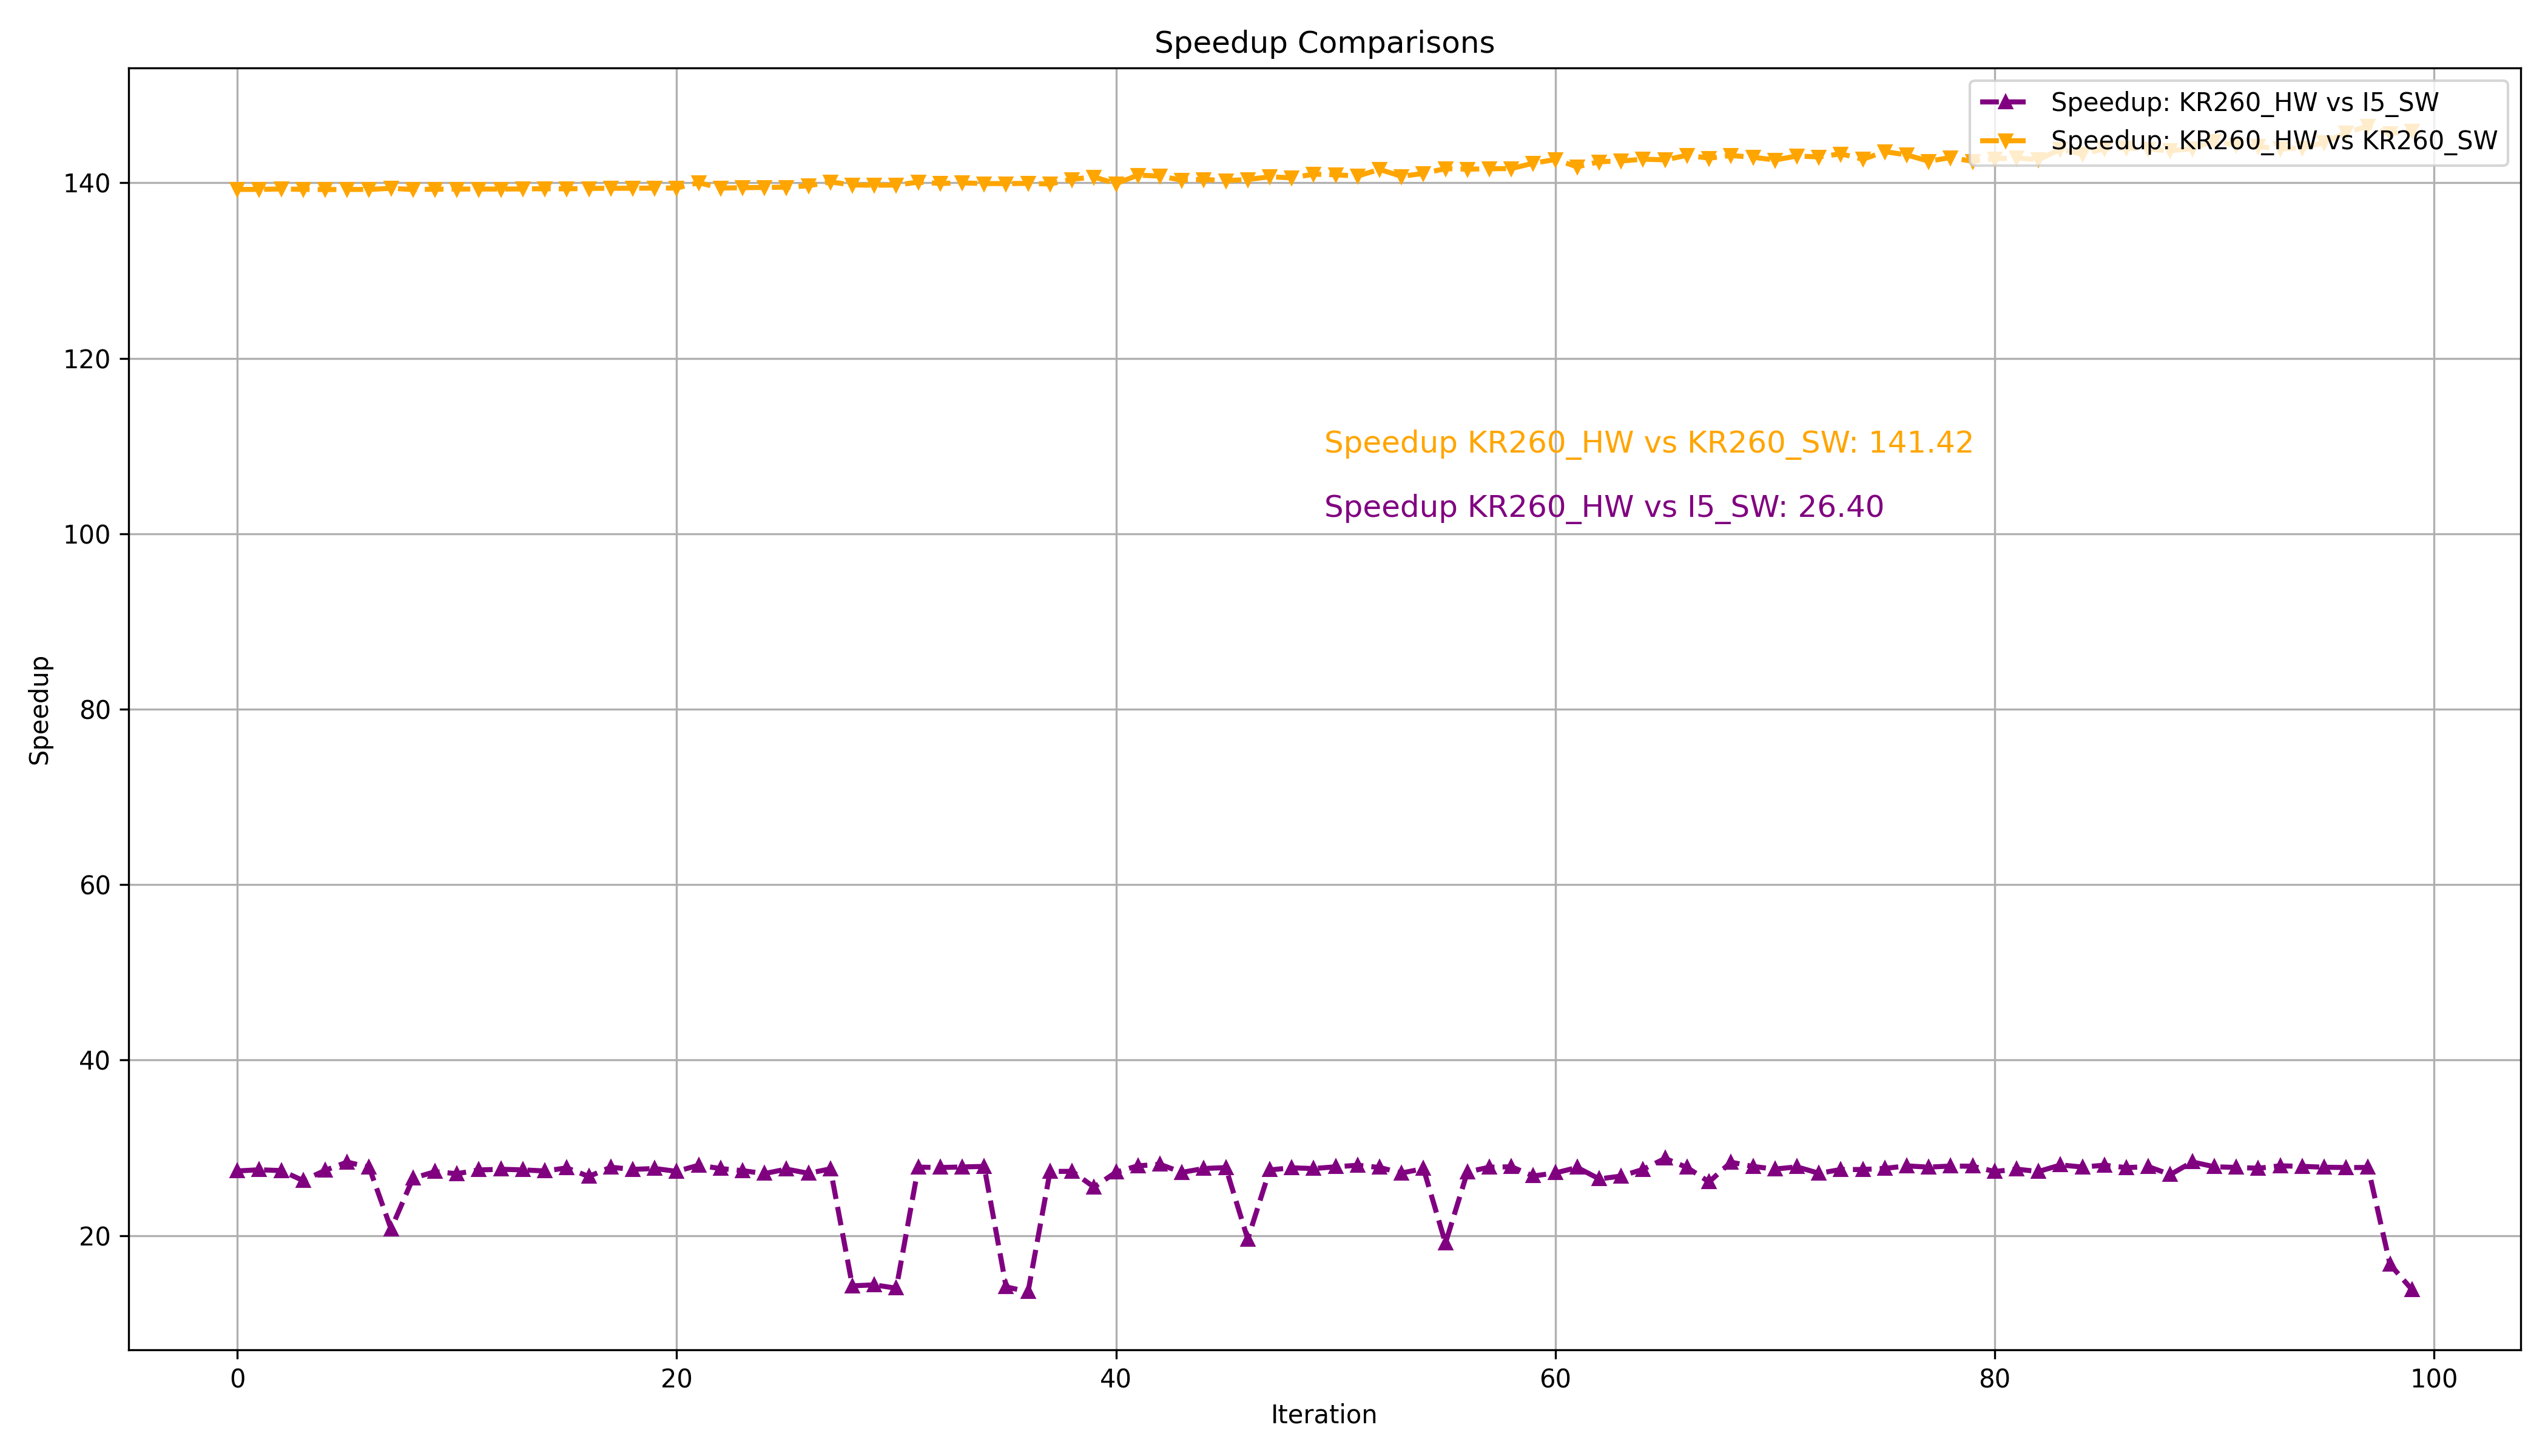 Speedup Comparisons
Speedup: KR260_HW vs I5_SW
Speedup: KR260_HW vs KR260_SW
140
120
100
80
60
40
20
Speedup
Speedup KR260_HW vs KR260_SW: 141.42
Speedup KR260_HW vs I5_SW: 26.40
0 20 40 60 80 100
Iteration